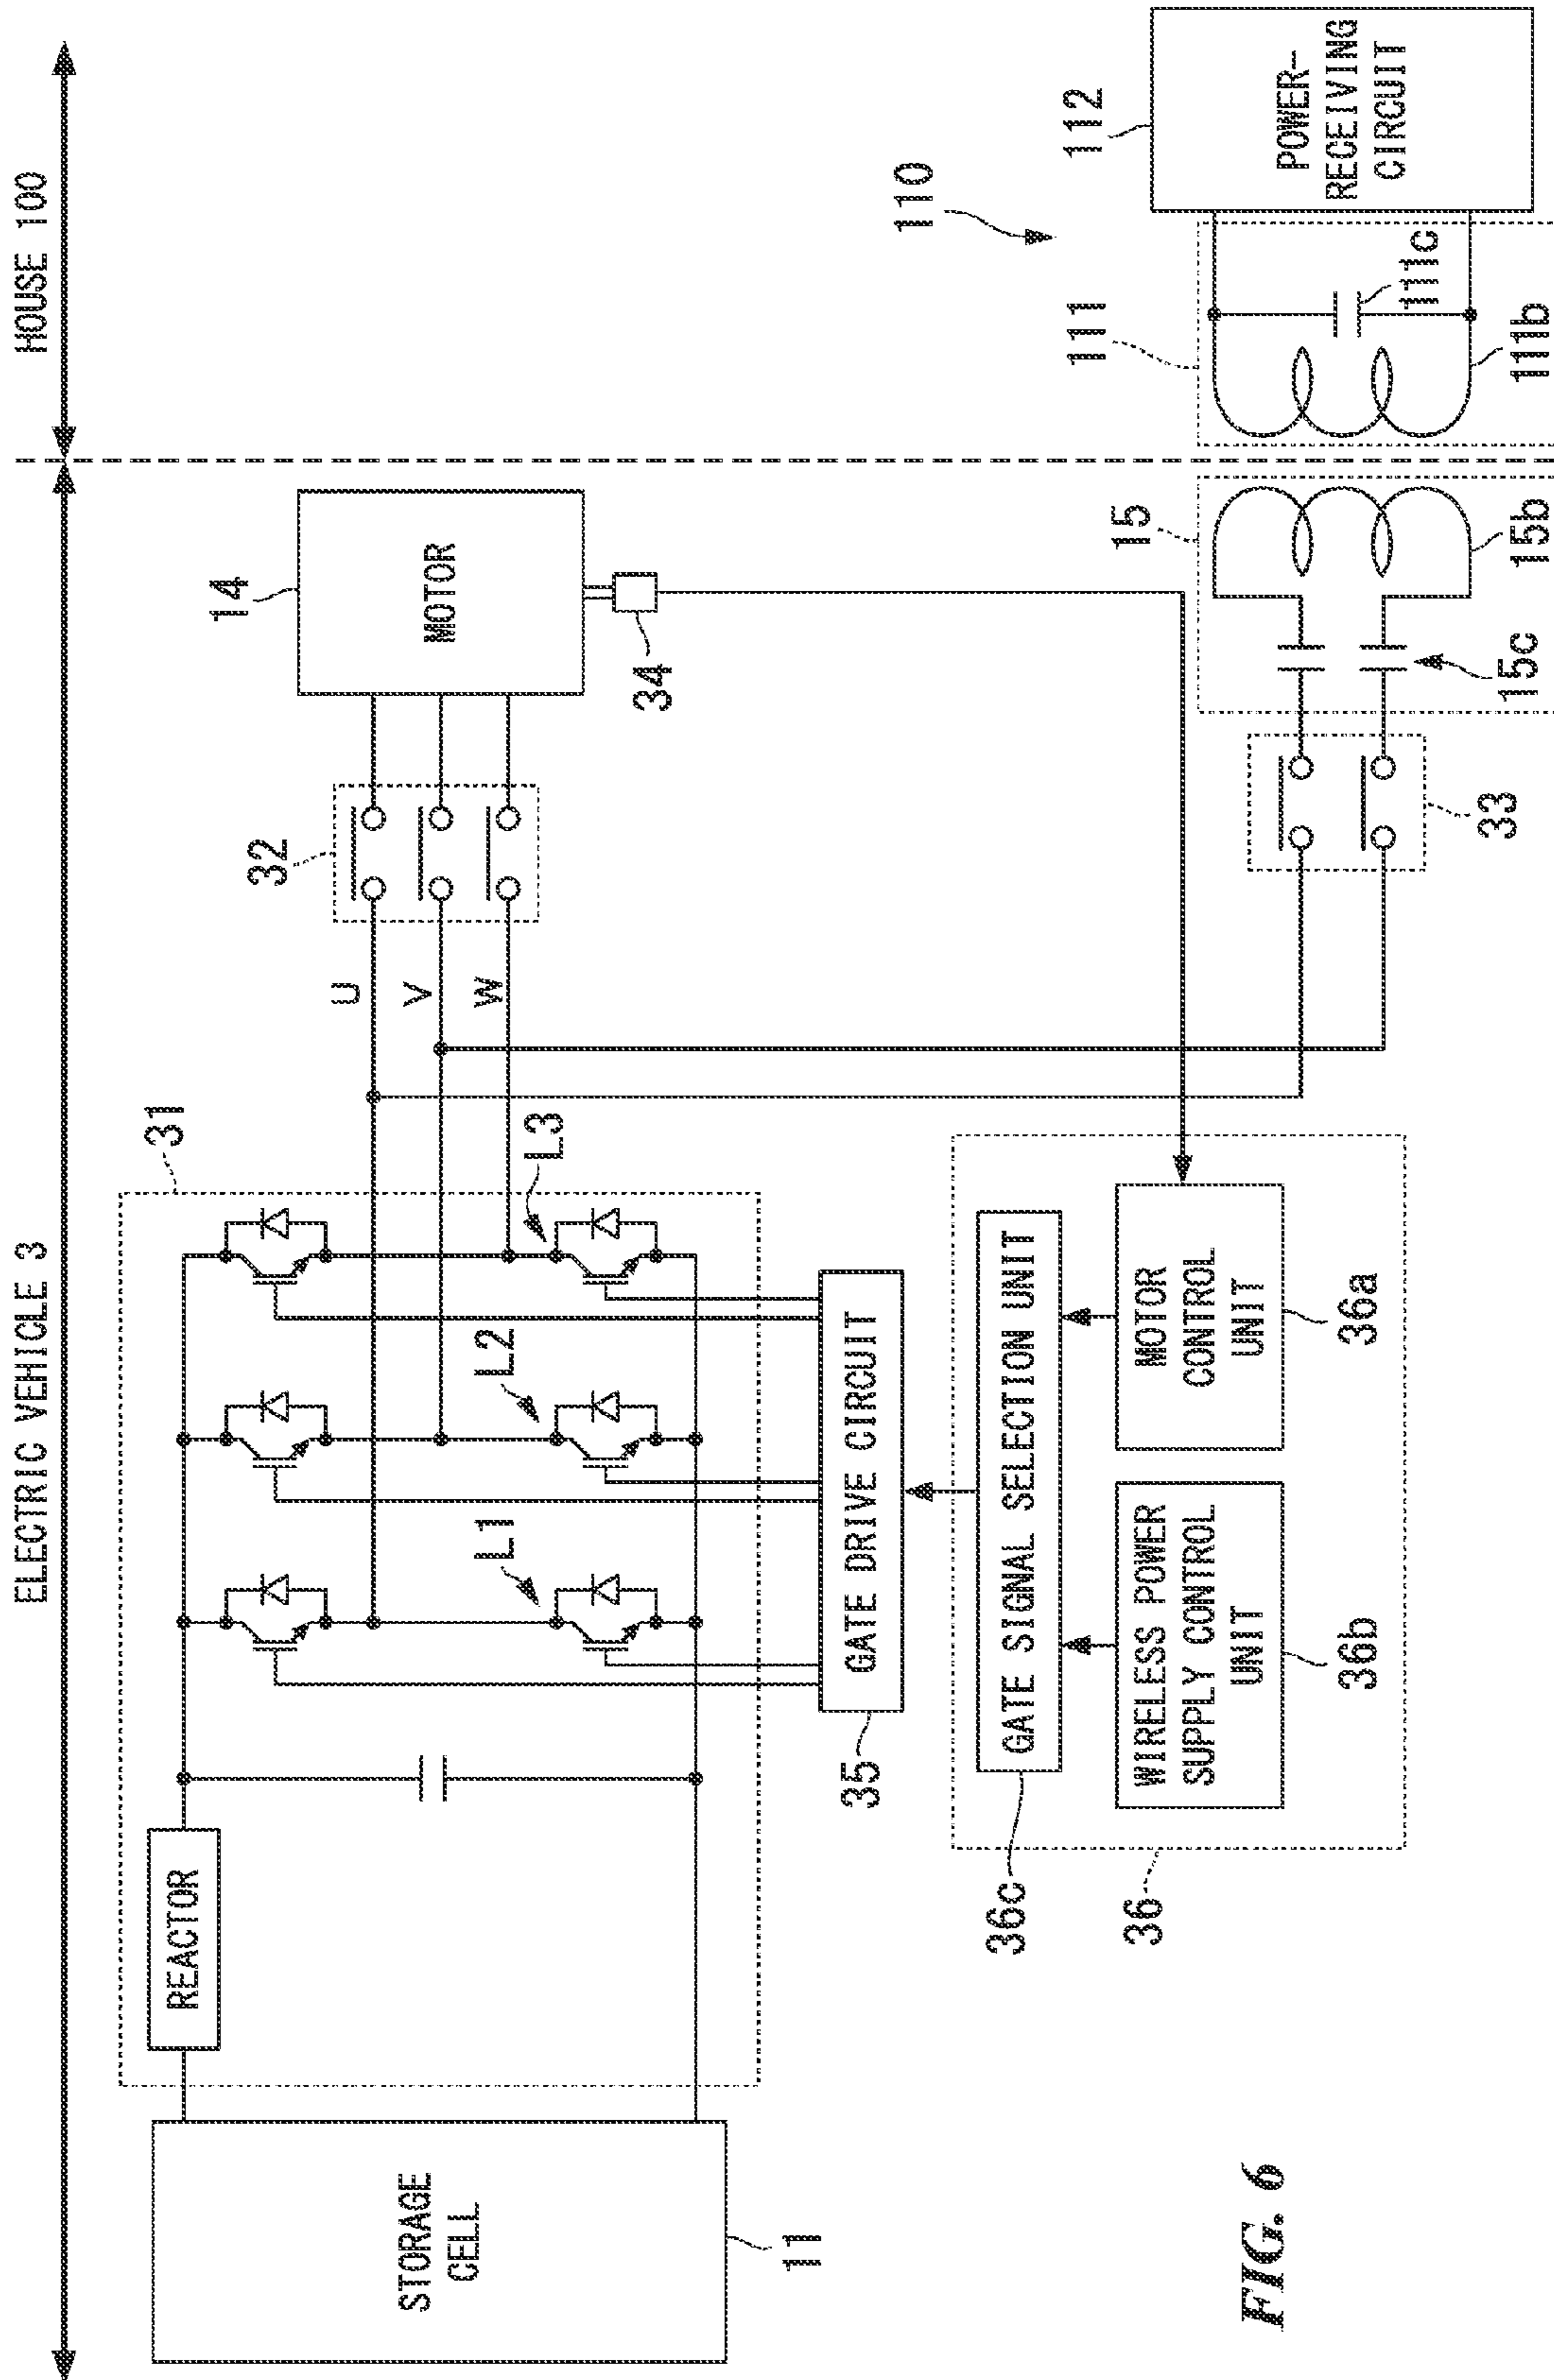 ELECTRIC VEHICLE 3
HOUSE 100
31
REACTOR
STORAGE
CELL
11
L1
L2
L3
U
V
W
32
14
MOTOR
34
35
GATE DRIVE CIRCUIT
36c
GATE SIGNAL SELECTION UNIT
WIRELESS POWER
SUPPLY CONTROL
UNIT
36b
MOTOR
CONTROL
UNIT
36a
36
33
15
15c
15b
110
111
111c
111b
112
POWER-
RECEIVING
CIRCUIT
FIG. 6